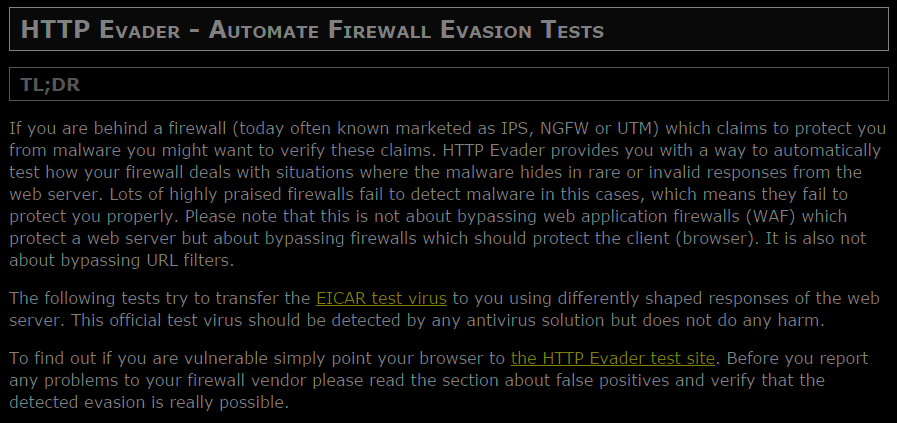 HTTP Evader - Automate Firewall Evasion Tests
TL;DR
If you are behind a firewall (today often known marketed as IPS, NGFW or UTM) which claims to protect you
from malware you might want to verify these claims. HTTP Evader provides you with a way to automatically
test how your firewall deals with situations where the malware hides in rare or invalid responses from the
web server. Lots of highly praised firewalls fail to detect malware in this cases, which means they fail to
protect you properly. Please note that this is not about bypassing web application firewalls (WAF) which
protect a web server but about bypassing firewalls which should protect the client (browser). It is also not
about bypassing URL filters.
The following tests try to transfer the EICAR test virus to you using differently shaped responses of the web
server. This official test virus should be detected by any antivirus solution but does not do any harm.
To find out if you are vulnerable simply point your browser to the HTTP Evader test site. Before you report
any problems to your firewall vendor please read the section about false positives and verify that the
detected evasion is really possible.